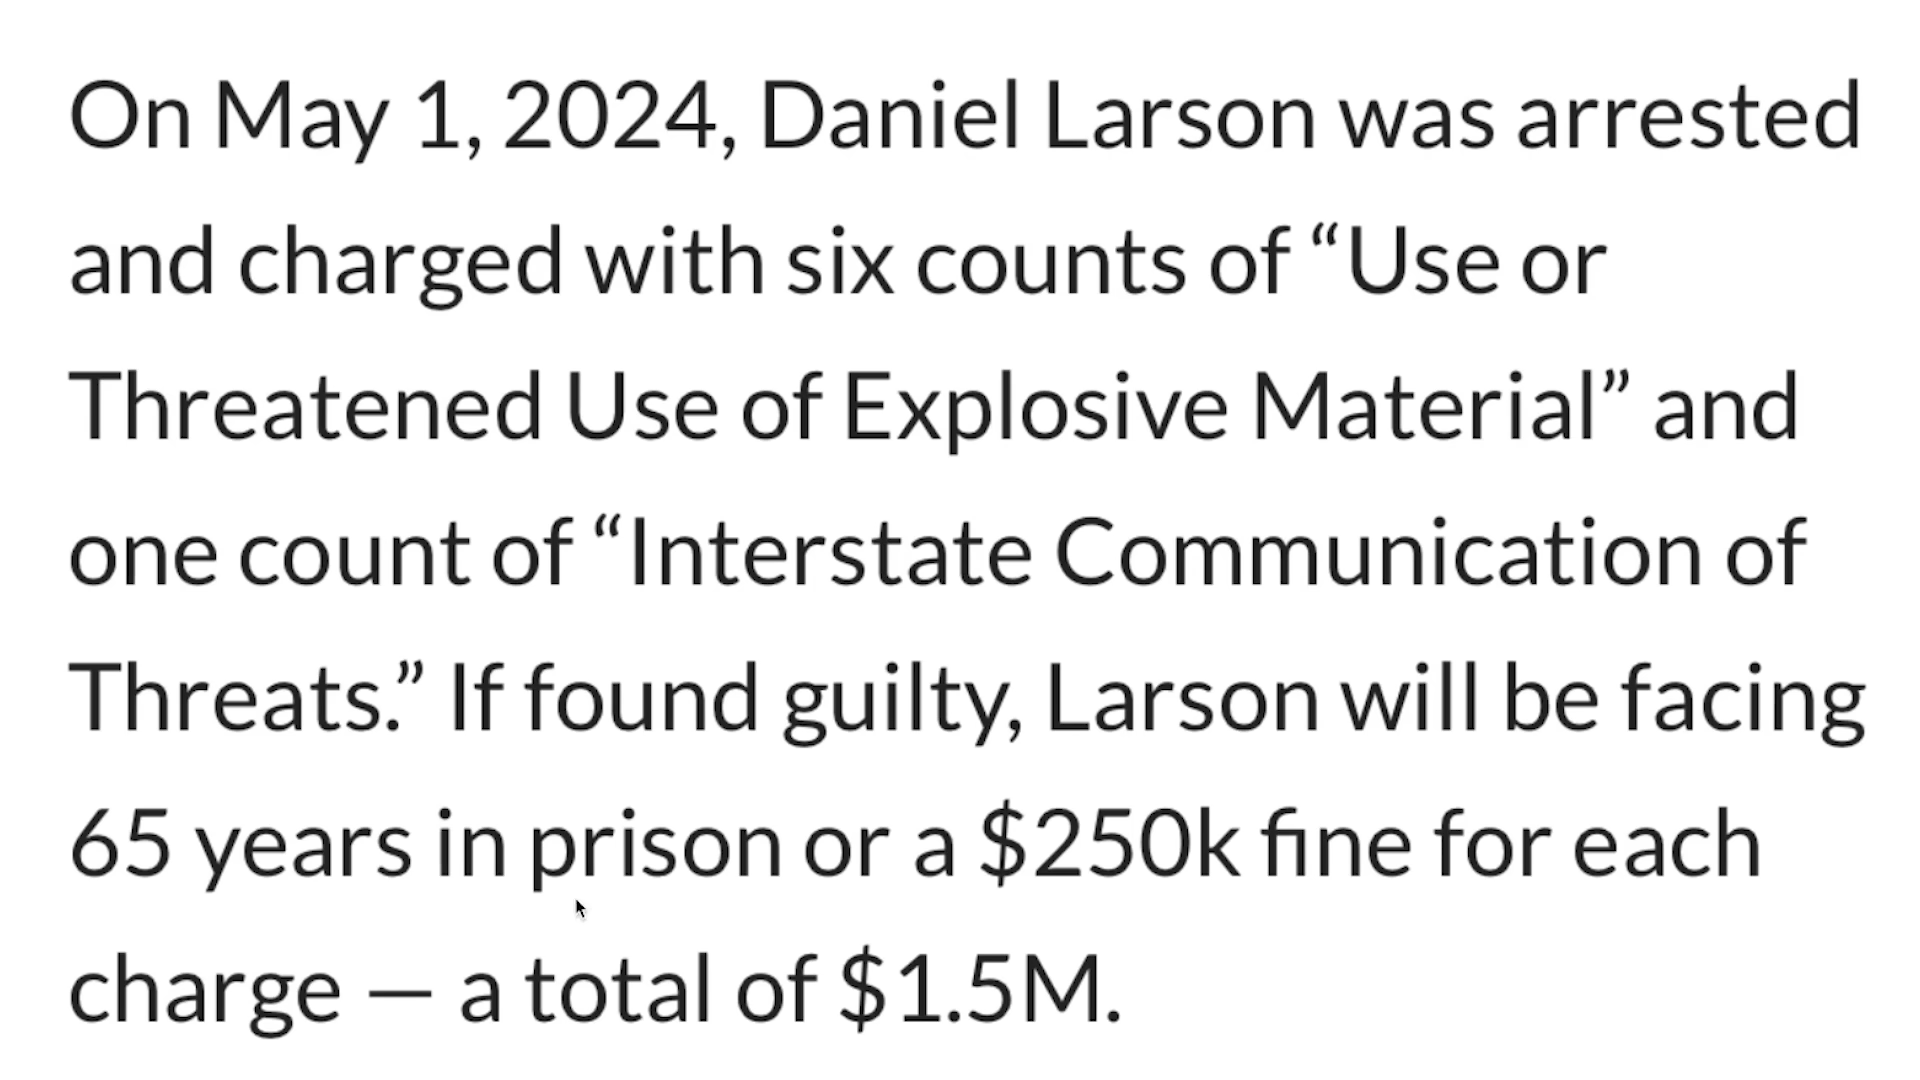 On May 1, 2024, Daniel Larson was arrested
and charged with six counts of “Use or
Threatened Use of Explosive Material” and
one count of “Interstate Communication of
Threats.” If found guilty, Larson will be facing
65 years in prison or a $250k fine for each
charge — a total of $1.5M.